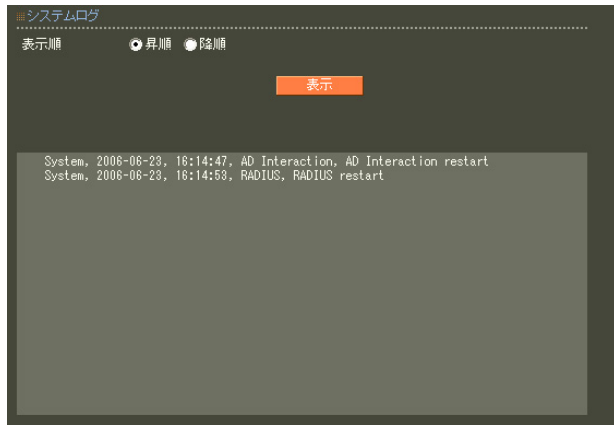 システムログ
表示順 昇順 降順
表示
System, 2006-06-23, 16:14:47, AD Interaction, AD Interaction restart
System, 2006-06-23, 16:14:53, RADIUS, RADIUS restart